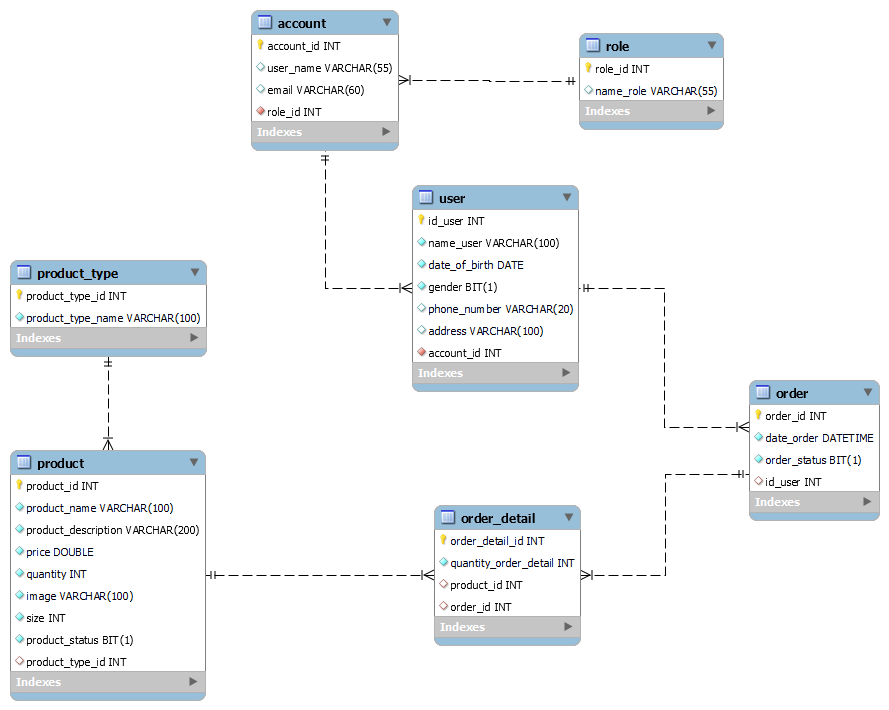 account
account_id INT
user_name VARCHAR(55)
email VARCHAR(60)
role_id INT
Indexes
role
role_id INT
name_role VARCHAR(55)
Indexes
user
id_user INT
name_user VARCHAR(100)
date_of_birth DATE
gender BIT(1)
phone_number VARCHAR(20)
address VARCHAR(100)
account_id INT
Indexes
product_type
product_type_id INT
product_type_name VARCHAR(100)
Indexes
order
order_id INT
date_order DATETIME
order_status BIT(1)
id_user INT
Indexes
product
product_id INT
product_name VARCHAR(100)
product_description VARCHAR(200)
price DOUBLE
quantity INT
image VARCHAR(100)
size INT
product_status BIT(1)
product_type_id INT
Indexes
order_detail
order_detail_id INT
quantity_order_detail INT
product_id INT
order_id INT
Indexes